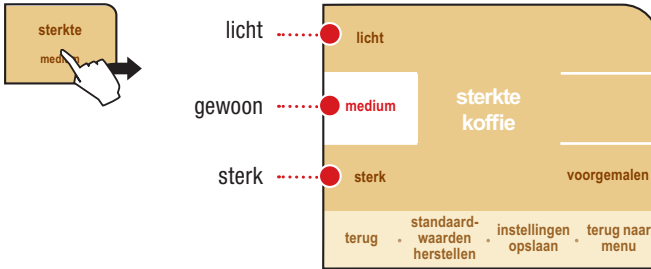 sterkte
medium
licht
gewoon
sterk
licht
medium
sterk
sterkte
koffie
voorgemalen
terug
standaard-
waarden
herstellen
instellingen
opslaan
terug naar
menu